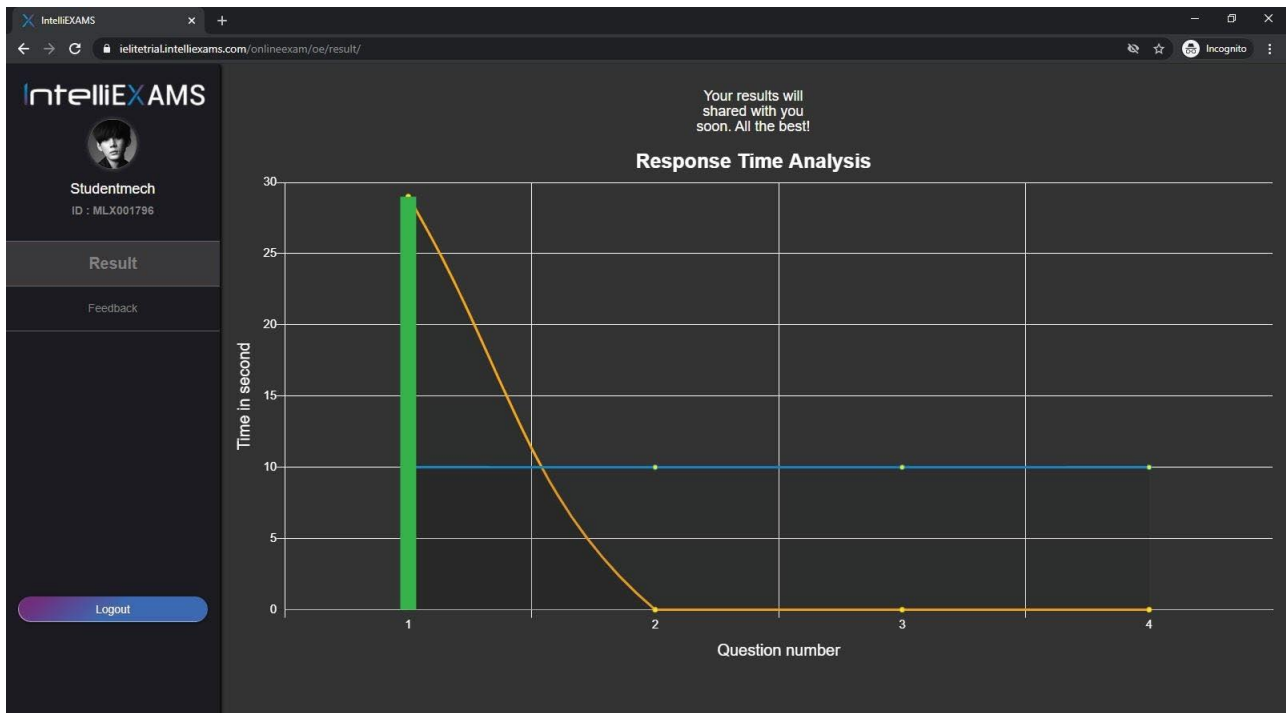 IntelliEXAMS
ielitetrial.intelliexams.com/onlineexam/oe/result/
Incognito
IntelliEXAMS
Studentmech
ID : MLX001796
Result
Feedback
Logout
Your results will
shared with you
soon. All the best!
Response Time Analysis
Time in second
30
25
20
15
10
5
0
1 2 3 4
Question number